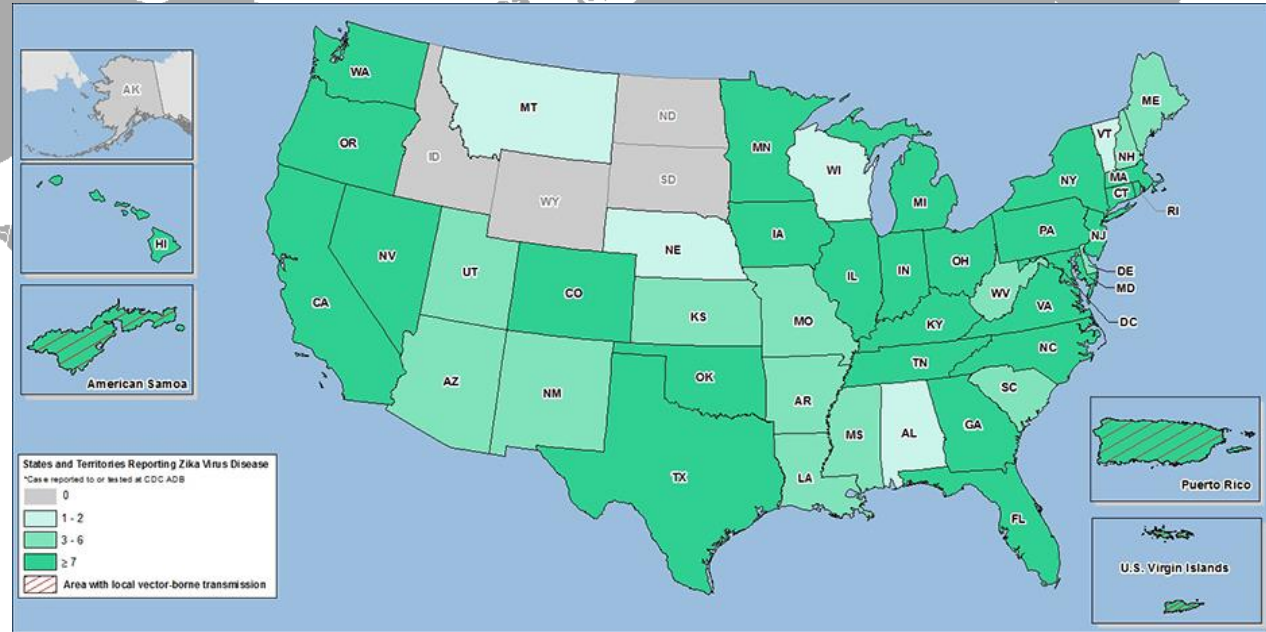 WA
MT
ND
ME
AK
OR
ID
MN
VT
NH
WI
SD
NY
MA
WY
MI
CT
RI
IA
PA
HI
NE
NJ
NV
UT
IL
IN
OH
DE
CO
WV
MD
CA
KS
MO
VA
KY
DC
NC
American Samoa
TN
AZ
OK
NM
AR
SC
MS
AL
GA
TX
LA
Puerto Rico
FL
U.S. Virgin Islands
States and Territories Reporting Zika Virus Disease
*Case reported to or tested at CDC ADB
0
1 - 2
3 - 6
≥ 7
Area with local vector-borne transmission